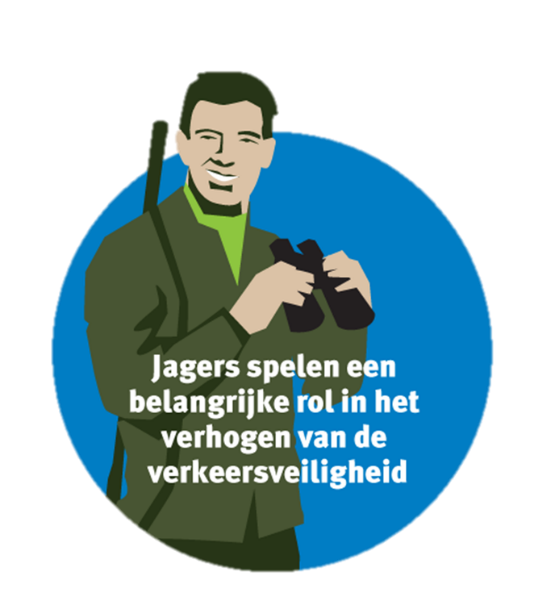 Jagers spelen een
belangrijke rol in het
verhogen van de
verkeersveiligheid